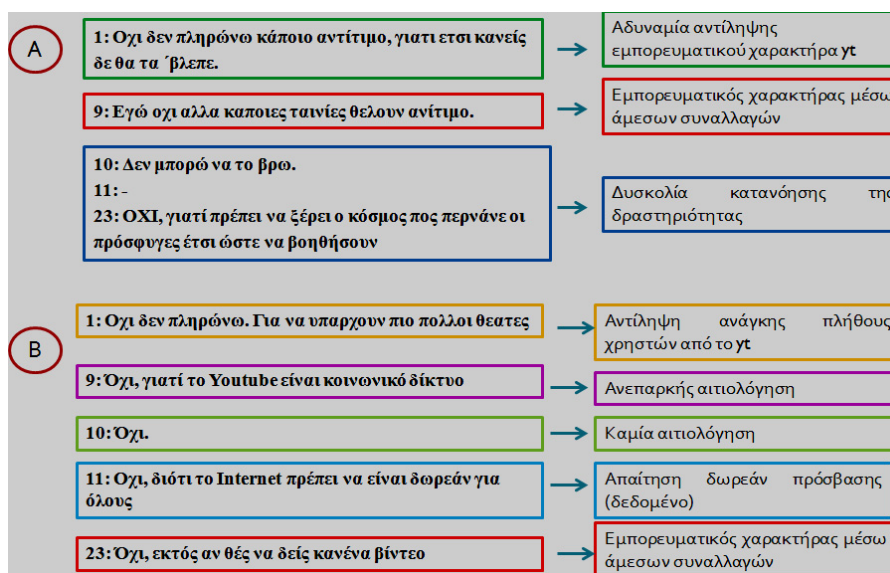 A
1: Οχι δεν πληρώνω κάποιο αντίτιμο, γιατι ετσι κανείς
δε θα τα ΄βλεπε.
Αδυναμία αντίληψης
εμπορευματικού χαρακτήρα yt
9: Εγώ οχι αλλα καποιες ταινίες θελουν ανίτιμο.
Εμπορευματικός χαρακτήρας μέσω
άμεσων συναλλαγών
10: Δεν μπορώ να το βρω.
11: -
23: ΟΧΙ, γιατί πρέπει να ξέρει ο κόσμος πος περνάνε οι
πρόσφυγες έτσι ώστε να βοηθήσουν
Δυσκολία κατανόησης της
δραστηριότητας
B
1: Οχι δεν πληρώνω. Για να υπαρχουν πιο πολλοι θεατες
Αντίληψη ανάγκης πλήθους
χρηστών από το yt
9: Όχι, γιατί το Youtube είναι κοινωνικό δίκτυο
Ανεπαρκής αιτιολόγηση
10: Όχι.
Καμία αιτιολόγηση
11: Οχι, διότι το Internet πρέπει να είναι δωρεάν για
όλους
Απαίτηση δωρεάν πρόσβασης
(δεδομένο)
23: Όχι, εκτός αν θές να δείς κανένα βίντεο
Εμπορευματικός χαρακτήρας μέσω
άμεσων συναλλαγών